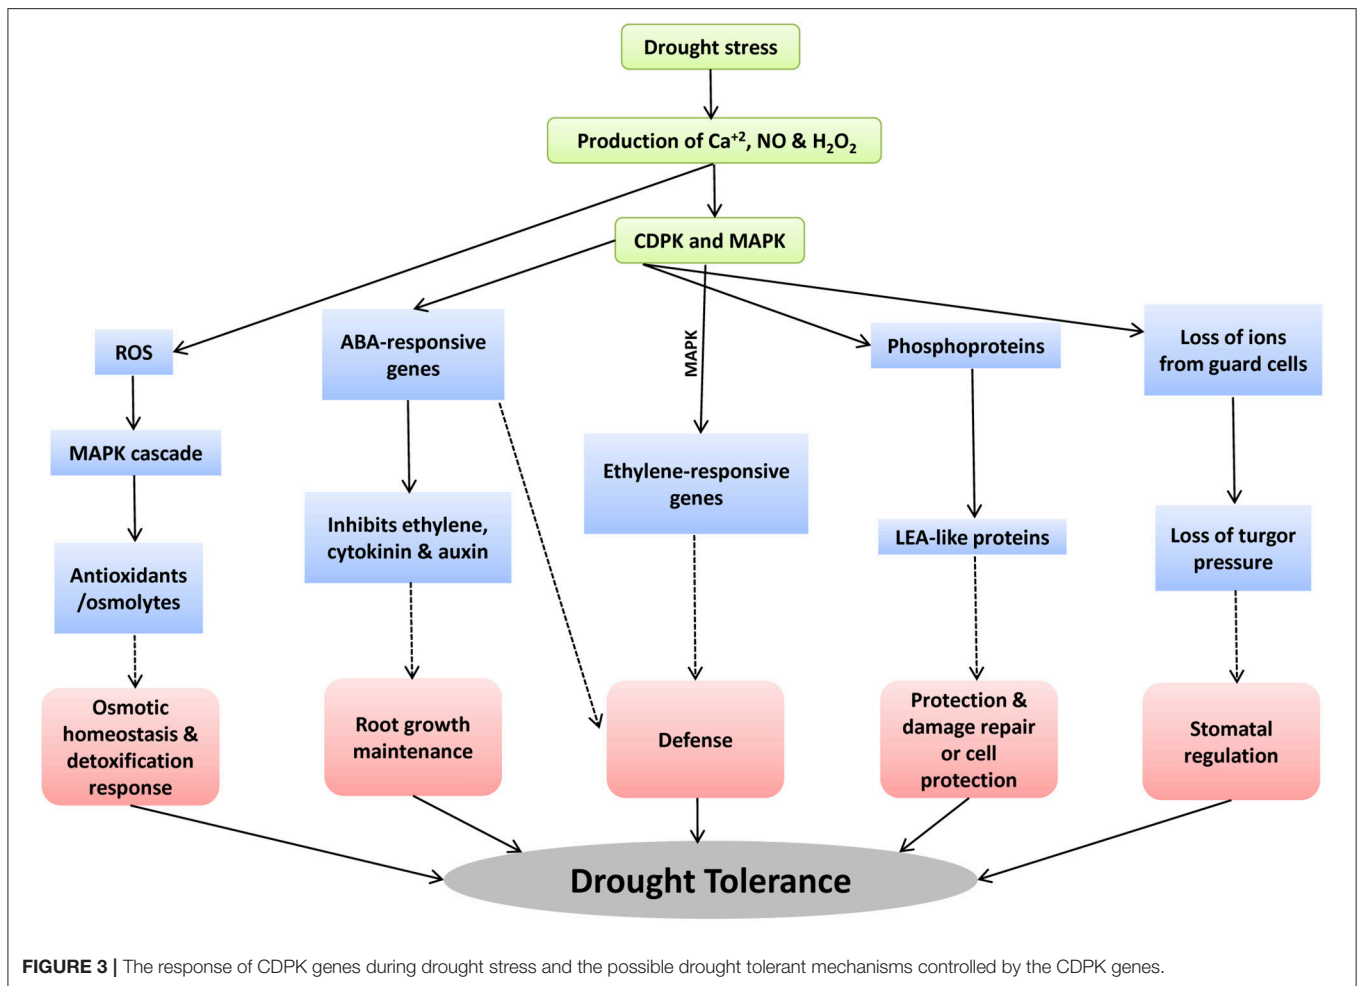 Drought stress
Production of Ca⁺², NO & H₂O₂
CDPK and MAPK
ROS
MAPK cascade
Antioxidants
/osmolytes
Osmotic
homeostasis &
detoxification
response
ABA-responsive
genes
Inhibits ethylene,
cytokinin & auxin
Root growth
maintenance
MAPK
Ethylene-responsive
genes
Defense
Phosphoproteins
LEA-like proteins
Protection &
damage repair
or cell
protection
Loss of ions
from guard cells
Loss of turgor
pressure
Stomatal
regulation
Drought Tolerance
FIGURE 3 | The response of CDPK genes during drought stress and the possible drought tolerant mechanisms controlled by the CDPK genes.